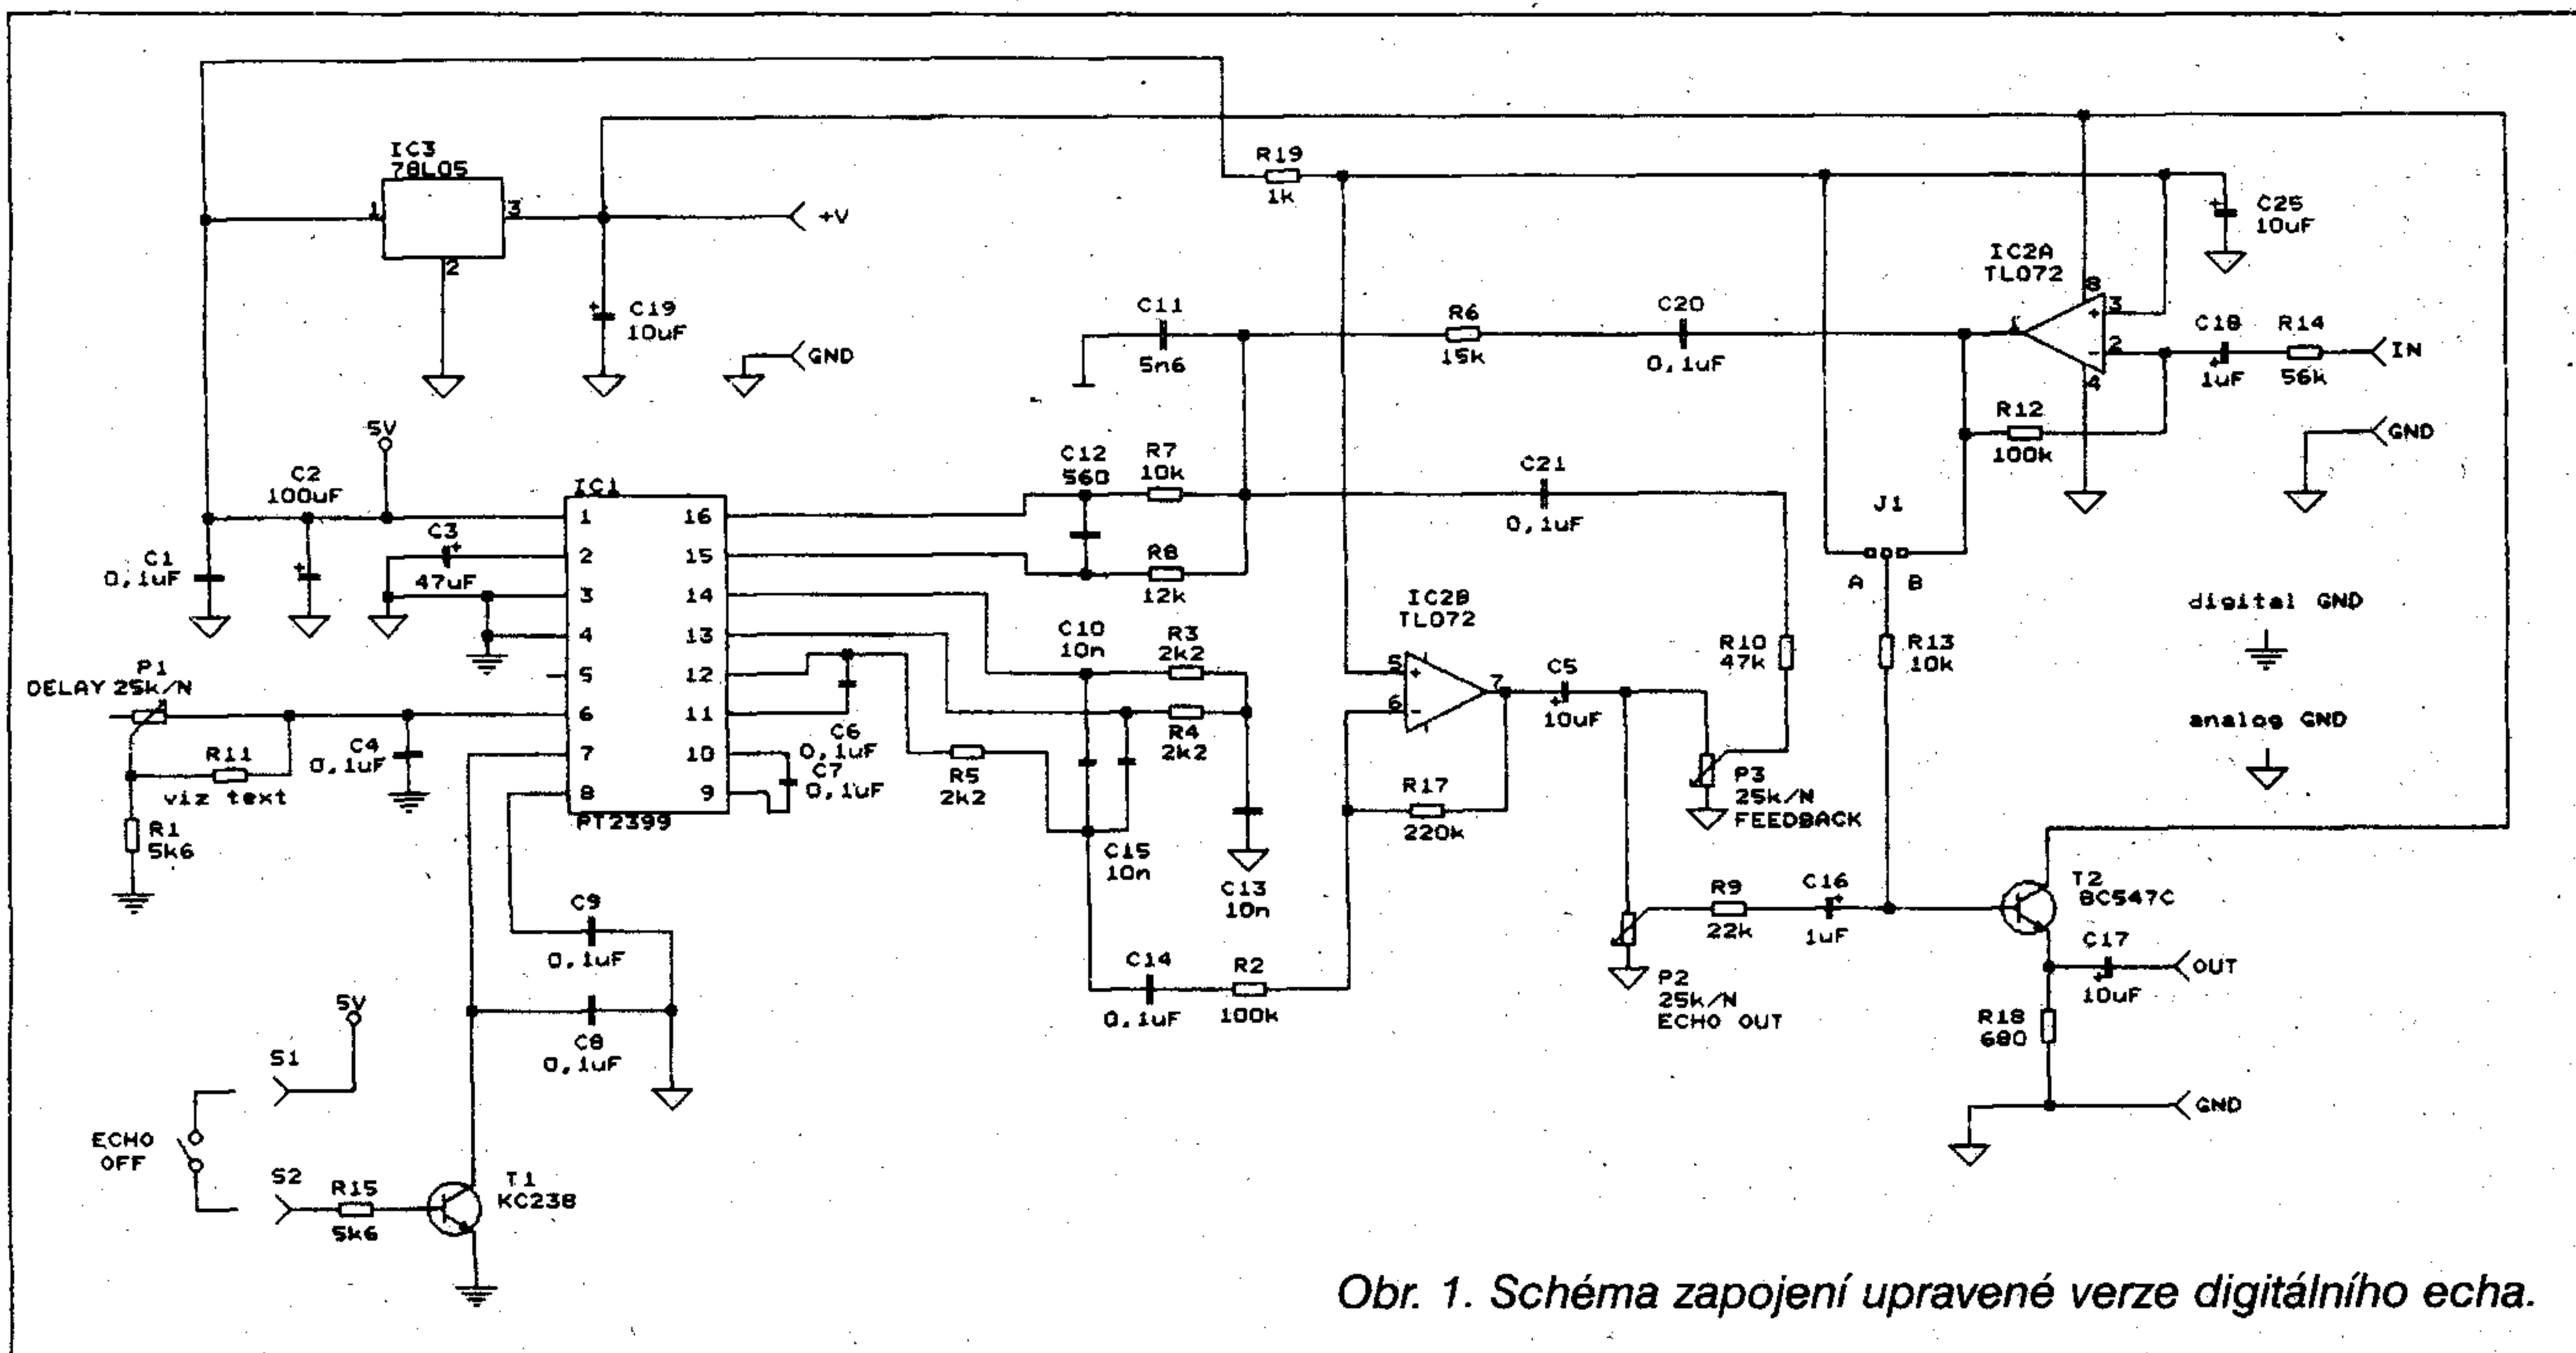 IC3
78L05
1
3
2
+V
C19
10uF
GND
R19
1k
C25
10uF
IC2A
TL072
8
3
1
2
4
C18
1uF
R14
56k
IN
GND
R12
100k
C11
5n6
R6
15k
C20
0,1uF
C12
560
R7
10k
R8
12k
C21
0,1uF
J1
A B
5V
C2
100uF
C1
0,1uF
C3
47uF
IC1
1 16
2 15
3 14
4 13
5 12
6 11
7 10
8 9
PT2399
P1
DELAY 25k/N
R11
viz text
R1
5k6
C4
0,1uF
C6
0,1uF
C7
0,1uF
R5
2k2
C10
10n
R3
2k2
R4
2k2
C15
10n
C13
10n
C14
0,1uF
R2
100k
IC2B
TL072
5
6
7
R17
220k
C5
10uF
R10
47k
P3
25k/N
FEEDBACK
R13
10k
digital GND
analog GND
P2
25k/N
ECHO OUT
R9
22k
C16
1uF
T2
BC547C
C17
10uF
OUT
R18
680
GND
C9
0,1uF
C8
0,1uF
5V
S1
ECHO
OFF
S2
R15
5k6
T1
KC238
Obr. 1. Schéma zapojení upravené verze digitálního echa.